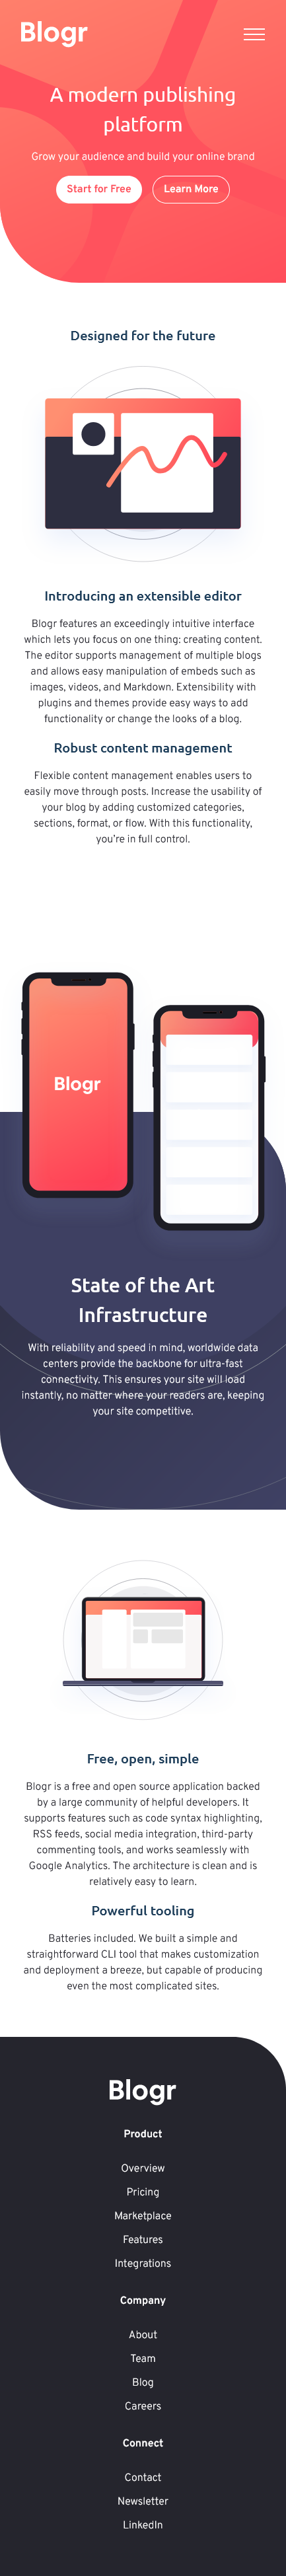 Blogr
A modern publishing
platform
Grow your audience and build your online brand
Start for Free
Learn More
Designed for the future
Introducing an extensible editor
Blogr features an exceedingly intuitive interface
which lets you focus on one thing: creating content.
The editor supports management of multiple blogs
and allows easy manipulation of embeds such as
images, videos, and Markdown. Extensibility with
plugins and themes provide easy ways to add
functionality or change the looks of a blog.
Robust content management
Flexible content management enables users to
easily move through posts. Increase the usability of
your blog by adding customized categories,
sections, format, or flow. With this functionality,
you're in full control.
Blogr
State of the Art
Infrastructure
With reliability and speed in mind, worldwide data
centers provide the backbone for ultra-fast
connectivity. This ensures your site will load
instantly, no matter where your readers are, keeping
your site competitive.
Free, open, simple
Blogr is a free and open source application backed
by a large community of helpful developers. It
supports features such as code syntax highlighting,
RSS feeds, social media integration, third-party
commenting tools, and works seamlessly with
Google Analytics. The architecture is clean and is
relatively easy to learn.
Powerful tooling
Batteries included. We built a simple and
straightforward CLI tool that makes customization
and deployment a breeze, but capable of producing
even the most complicated sites.
Blogr
Product
Overview
Pricing
Marketplace
Features
Integrations
Company
About
Team
Blog
Careers
Connect
Contact
Newsletter
LinkedIn